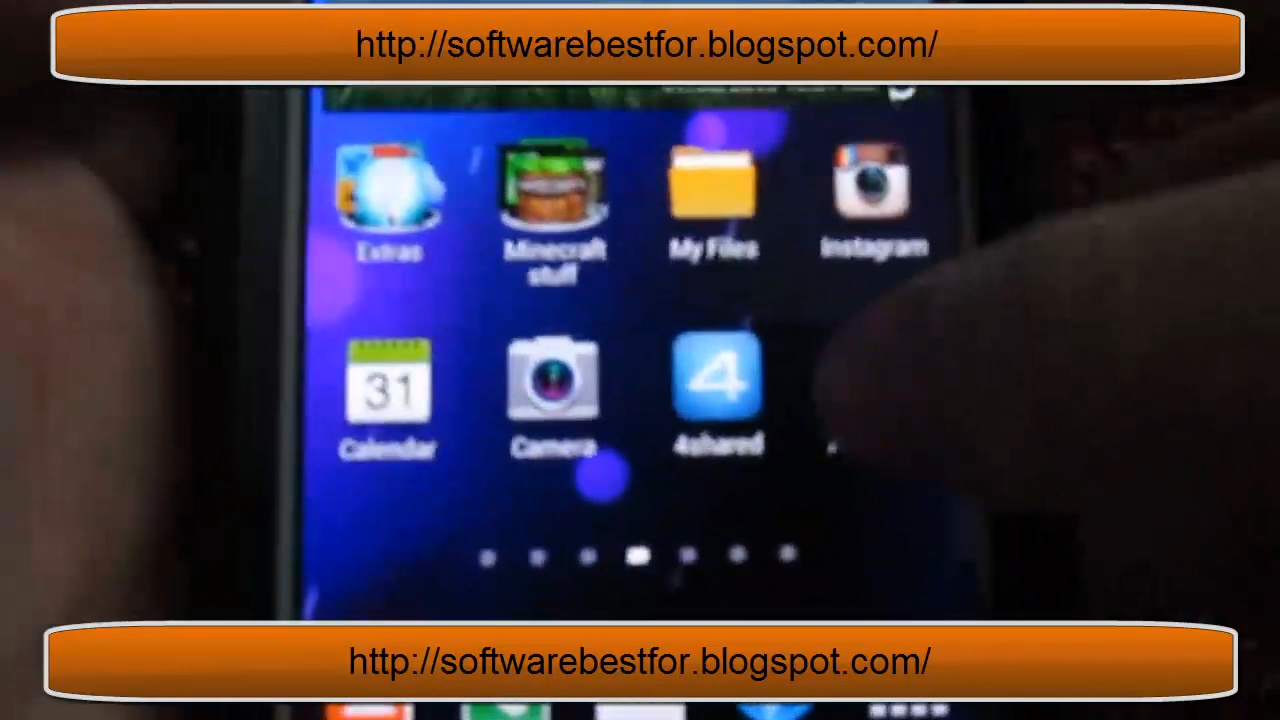 http://softwarebestfor.blogspot.com/
Extras
Minecraft
stuff
My Files
Instagram
31
Calendar
Camera
4
4shared
http://softwarebestfor.blogspot.com/